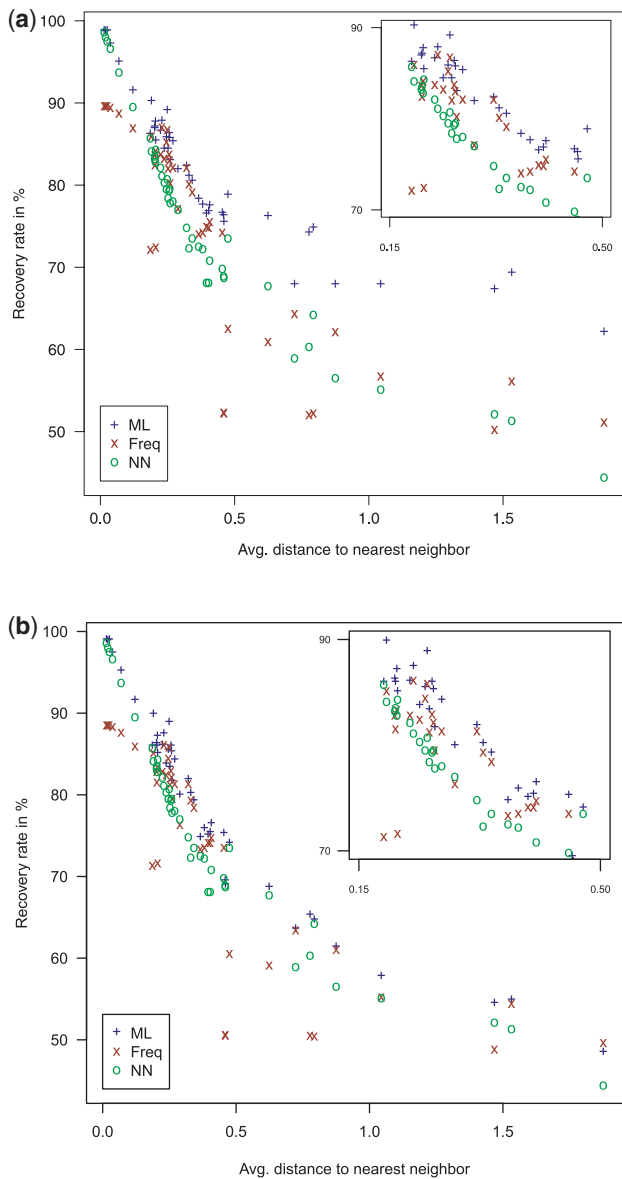 (a)
100
90
80
70
60
50
Recovery rate in %
90
70
0.15
0.50
+ ML
x Freq
o NN
0.0
0.5
1.0
1.5
Avg. distance to nearest neighbor
(b)
100
90
80
70
60
50
Recovery rate in %
90
70
0.15
0.50
+ ML
x Freq
o NN
0.0
0.5
1.0
1.5
Avg. distance to nearest neighbor